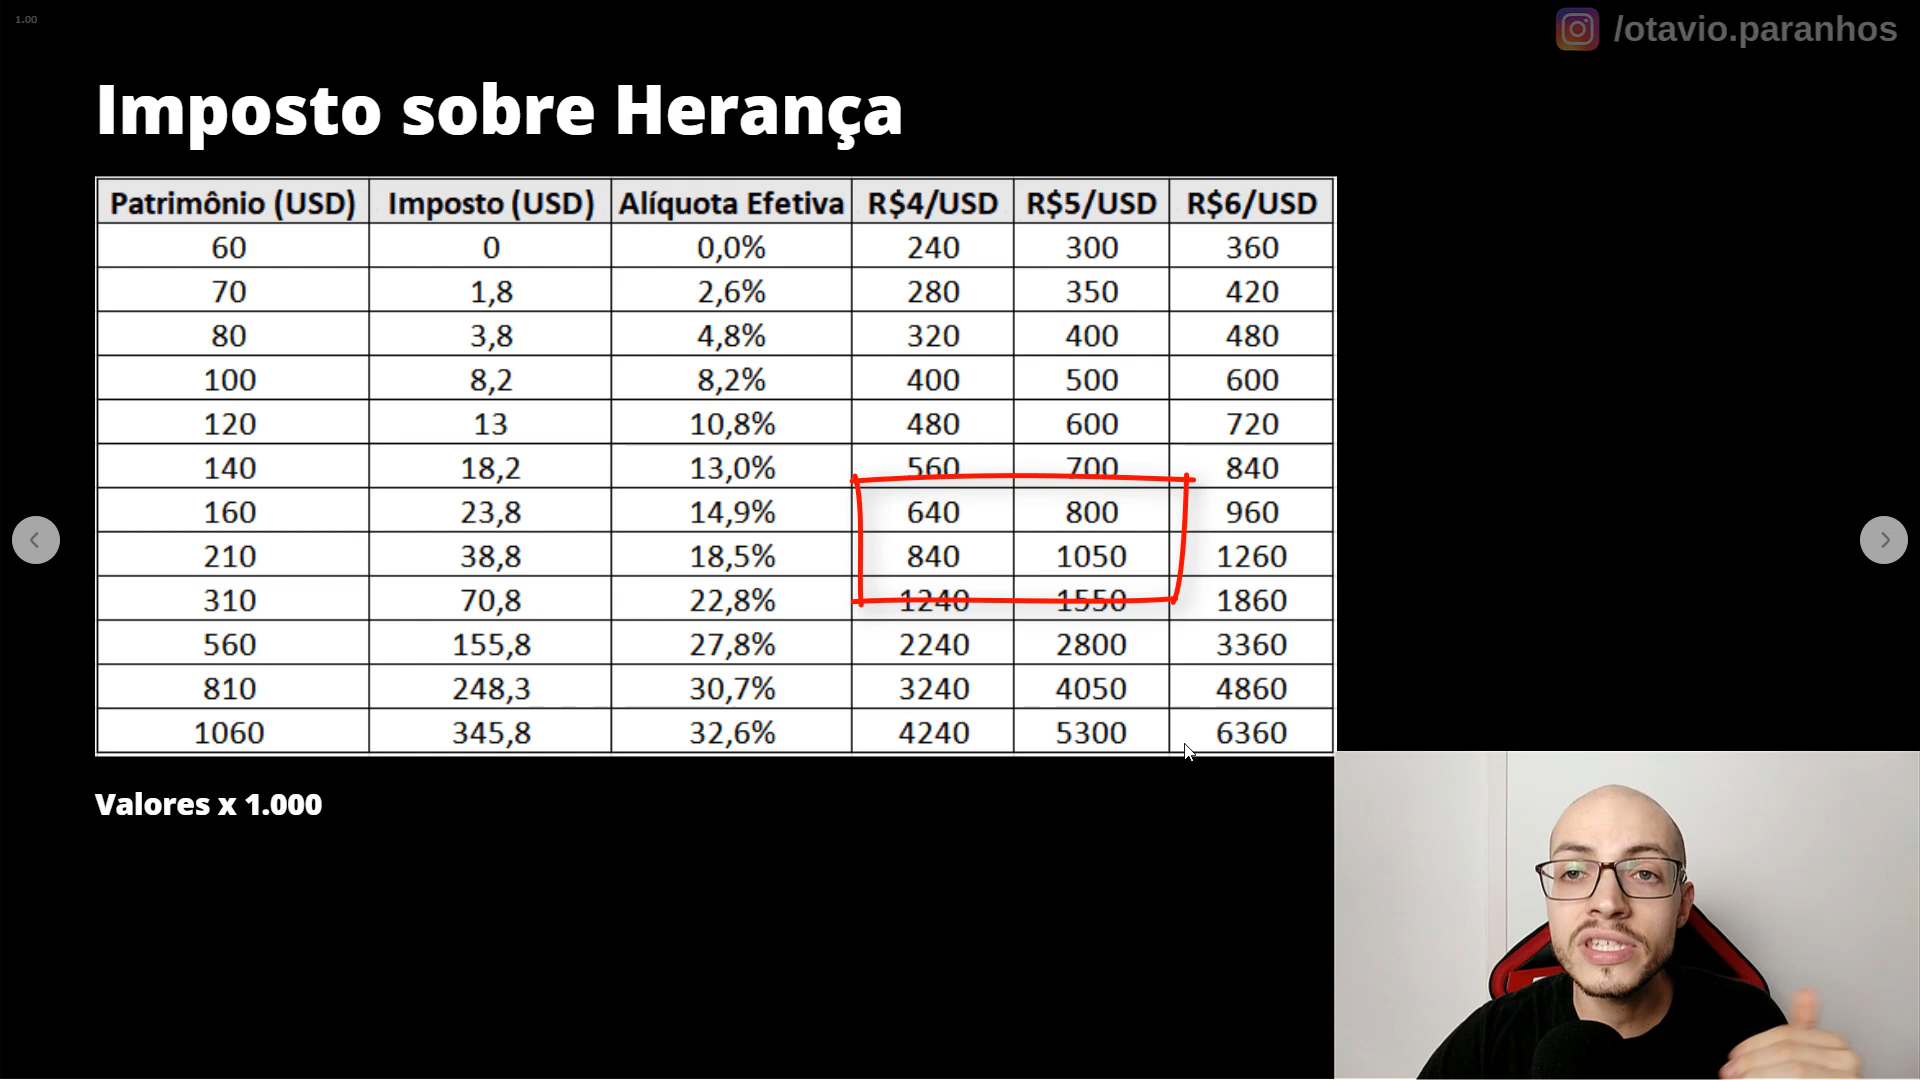 1.00
/otavio.paranhos
Imposto sobre Herança
Patrimônio (USD) Imposto (USD) Alíquota Efetiva R$4/USD R$5/USD R$6/USD
60 0 0,0% 240 300 360
70 1,8 2,6% 280 350 420
80 3,8 4,8% 320 400 480
100 8,2 8,2% 400 500 600
120 13 10,8% 480 600 720
140 18,2 13,0% 560 700 840
160 23,8 14,9% 640 800 960
210 38,8 18,5% 840 1050 1260
310 70,8 22,8% 1240 1550 1860
560 155,8 27,8% 2240 2800 3360
810 248,3 30,7% 3240 4050 4860
1060 345,8 32,6% 4240 5300 6360
Valores x 1.000